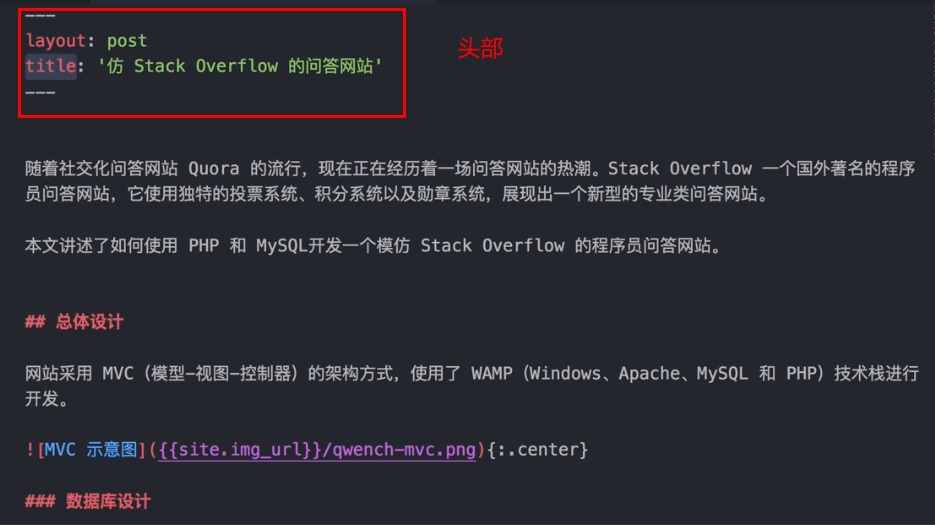 ---
layout: post
头部
title: '仿 Stack Overflow 的问答网站'
---
随着社交化问答网站 Quora 的流行，现在正在经历着一场问答网站的热潮。Stack Overflow 一个国外著名的程序
员问答网站，它使用独特的投票系统、积分系统以及勋章系统，展现出一个新型的专业类问答网站。
本文讲述了如何使用 PHP 和 MySQL开发一个模仿 Stack Overflow 的程序员问答网站。
## 总体设计
网站采用 MVC（模型-视图-控制器）的架构方式，使用了 WAMP（Windows、Apache、MySQL 和 PHP）技术栈进行
开发。
![MVC 示意图]({{site.img_url}}/qwench-mvc.png){:.center}
### 数据库设计